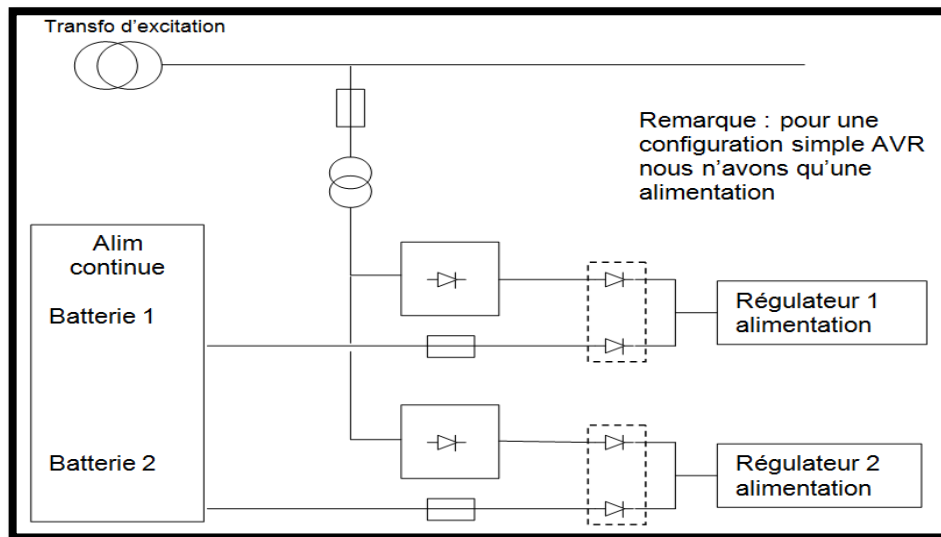 Transfo d'excitation
Remarque : pour une
configuration simple AVR
nous n'avons qu'une
alimentation
Alim
continue
Batterie 1
Batterie 2
Régulateur 1
alimentation
Régulateur 2
alimentation